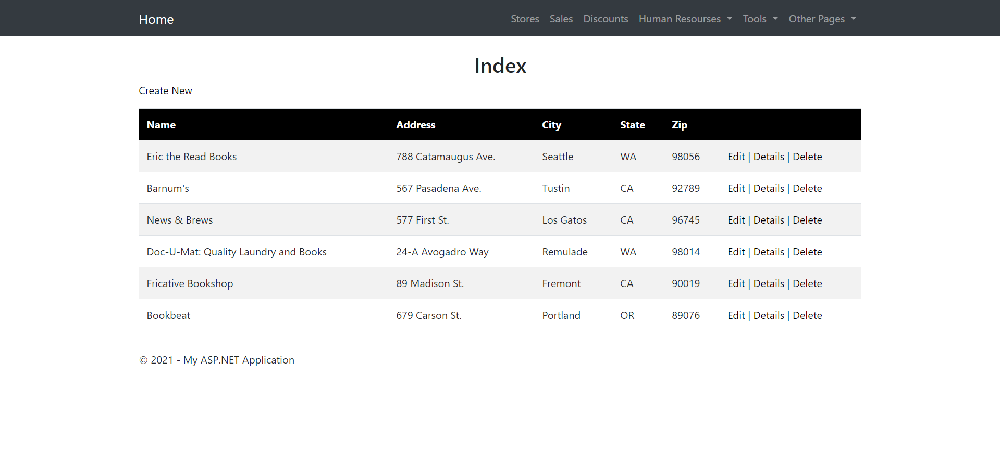 Home Stores Sales Discounts Human Resourses Tools Other Pages
Index
Create New
Name Address City State Zip
Eric the Read Books 788 Catamaugus Ave. Seattle WA 98056 Edit | Details | Delete
Barnum's 567 Pasadena Ave. Tustin CA 92789 Edit | Details | Delete
News & Brews 577 First St. Los Gatos CA 96745 Edit | Details | Delete
Doc-U-Mat: Quality Laundry and Books 24-A Avogadro Way Remulade WA 98014 Edit | Details | Delete
Fricative Bookshop 89 Madison St. Fremont CA 90019 Edit | Details | Delete
Bookbeat 679 Carson St. Portland OR 89076 Edit | Details | Delete
© 2021 - My ASP.NET Application